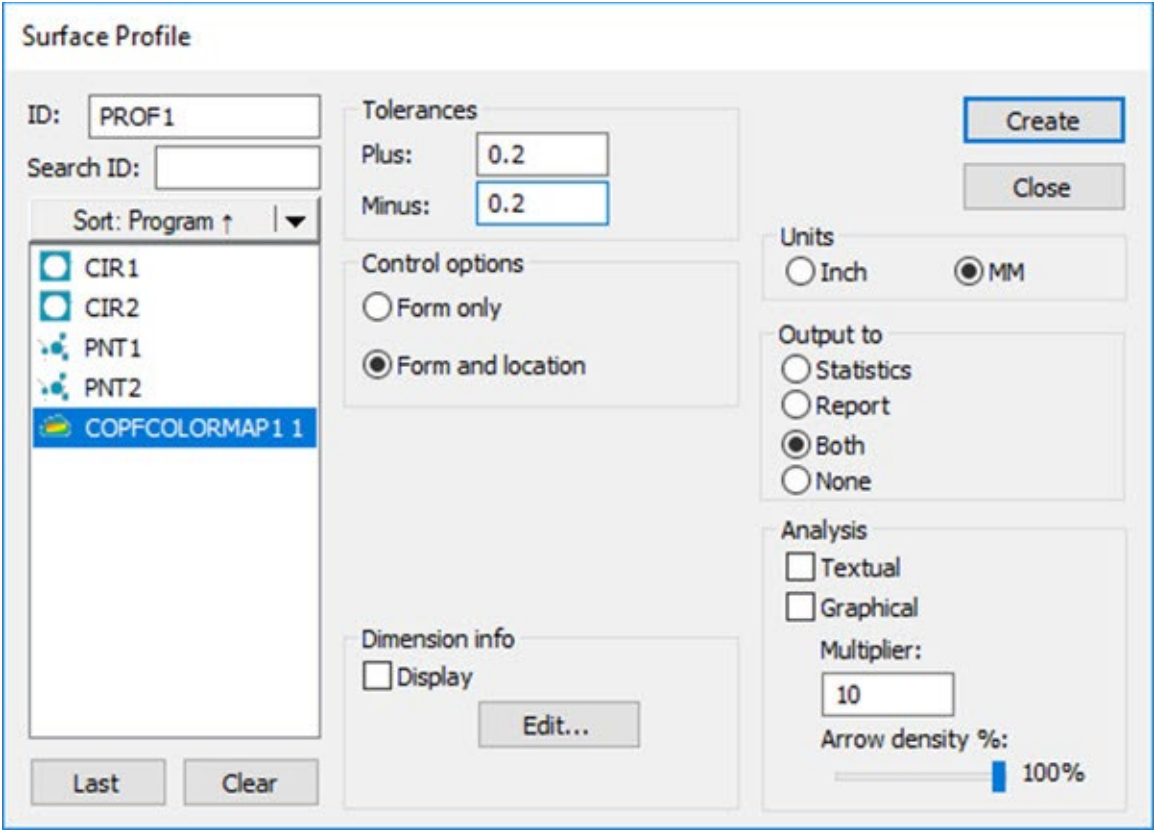 Surface Profile
ID: PROF1
Search ID:
Sort: Program ↑
CIR1
CIR2
PNT1
PNT2
COPFCOLORMAP1 1
Last Clear
Tolerances
Plus: 0.2
Minus: 0.2
Control options
Form only
Form and location
Dimension info
Display
Edit...
Create
Close
Units
Inch MM
Output to
Statistics
Report
Both
None
Analysis
Textual
Graphical
Multiplier:
10
Arrow density %:
100%